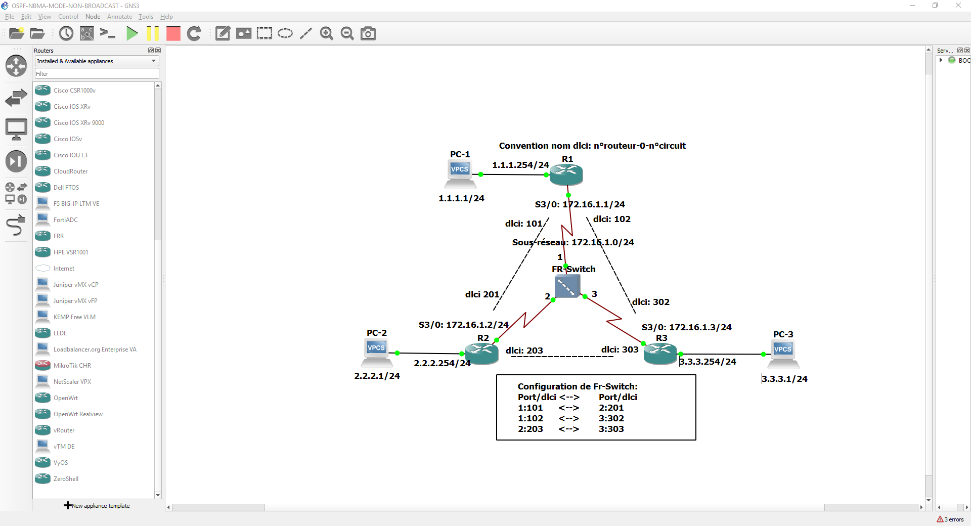 OSPF-NBMA-MODE-NON-BROADCAST - GNS3
File Edit View Control Node Annotate Tools Help
Routers
Installed & Available appliances
Filter
Cisco CSR1000v
Cisco IOS XRv
Cisco IOS XRv 9000
Cisco IOSv
Cisco IOU L3
CloudRouter
Dell FTOS
F5 BIG-IP LTM VE
FortiADC
FRR
HPE VSR1001
Internet
Juniper vMX vCP
Juniper vMX vFP
KEMP Free VLM
LEDE
Loadbalancer.org Enterprise VA
MikroTik CHR
NetScaler VPX
OpenWrt
OpenWrt Realview
vRouter
vTM DE
VyOS
ZeroShell
New appliance template
Serv...
Convention nom dlci: n°routeur-0-n°circuit
PC-1
VPCS
1.1.1.1/24
1.1.1.254/24
R1
S3/0: 172.16.1.1/24
dlci: 101
dlci: 102
Sous-réseau: 172.16.1.0/24
1
FR-Switch
2
3
dlci 201
dlci: 302
S3/0: 172.16.1.2/24
S3/0: 172.16.1.3/24
PC-2
VPCS
2.2.2.1/24
2.2.2.254/24
R2
dlci: 203
dlci: 303
R3
3.3.3.254/24
PC-3
VPCS
3.3.3.1/24
Configuration de Fr-Switch:
Port/dlci <--> Port/dlci
1:101 <--> 2:201
1:102 <--> 3:302
2:203 <--> 3:303
3 errors